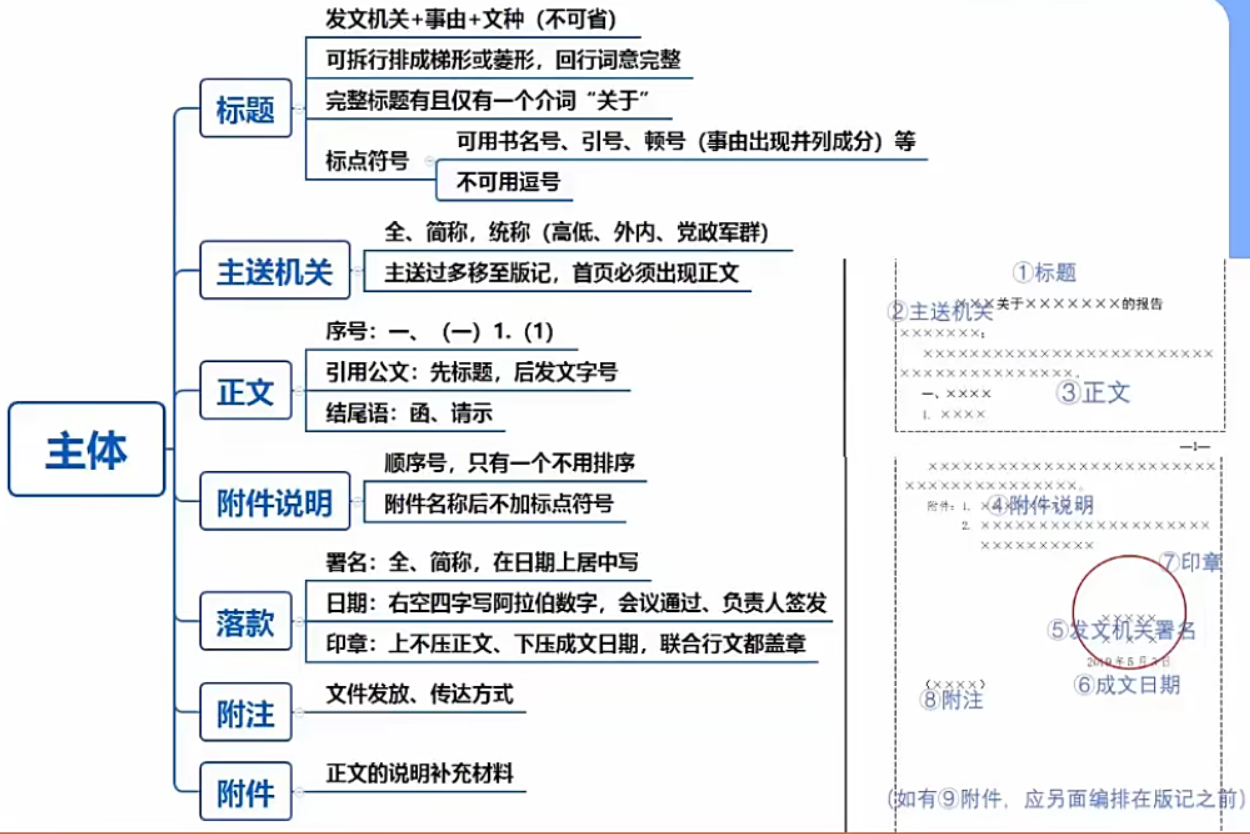 主体
标题
发文机关+事由+文种（不可省）
可拆行排成梯形或菱形，回行词意完整
完整标题有且仅有一个介词“关于”
标点符号
可用书名号、引号、顿号（事由出现并列成分）等
不可用逗号
主送机关
全、简称，统称（高低、外内、党政军群）
主送过多移至版记，首页必须出现正文
正文
序号：一、（一）1.（1）
引用公文：先标题，后发文字号
结尾语：函、请示
附件说明
顺序号，只有一个不用排序
附件名称后不加标点符号
落款
署名：全、简称，在日期上居中写
日期：右空四字写阿拉伯数字，会议通过、负责人签发
印章：上不压正文、下压成文日期，联合行文都盖章
附注
文件发放、传达方式
附件
正文的说明补充材料
①标题
×××关于×××××××的报告
②主送机关
×××××××：
×××××××××××××××××××××××××
×××××××××××××××。
一、××××
③正文
1. ××××
—1—
×××××××××××××××××××××××××
×××××××××××××××。
附件：1.
④附件说明
2. ××××××××××××××××××××
××××××××××
⑦印章
×××××
⑤发文机关署名
⑥成文日期
（××××）
⑧附注
(如有⑨附件，应另面编排在版记之前)